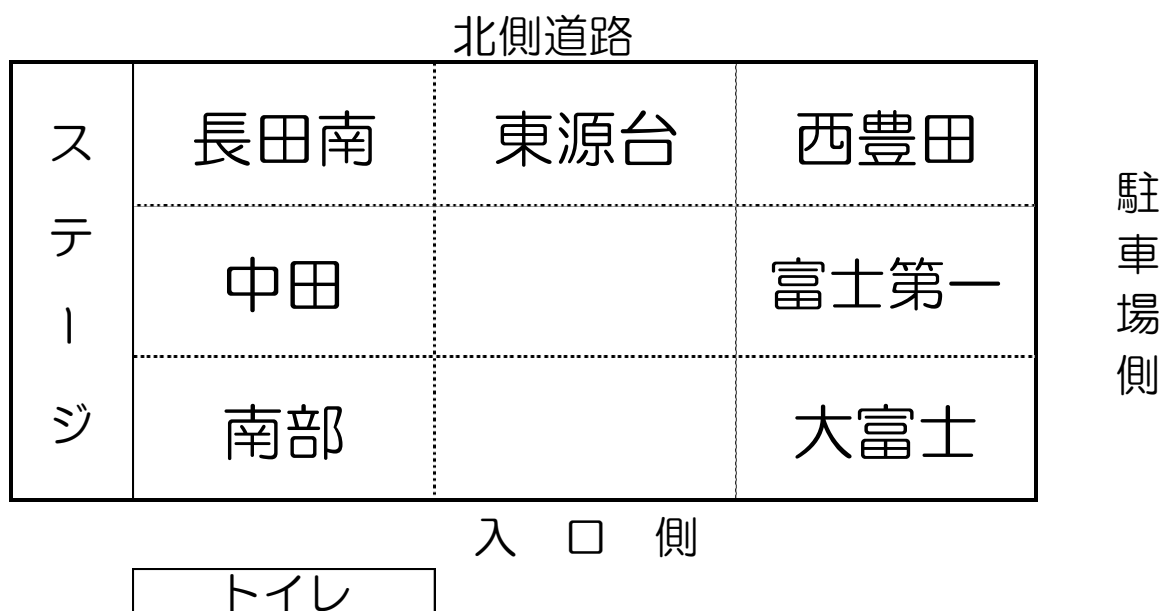 北側道路
ステージ
長田南 東源台 西豊田
中田 富士第一
南部 大富士
駐車場側
入口側
トイレ